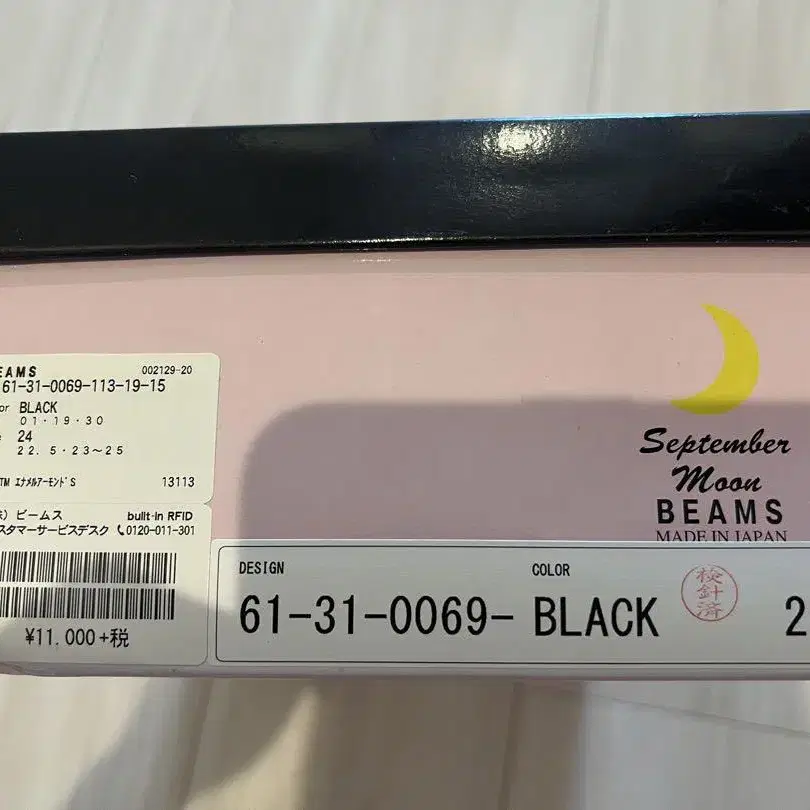 EAMS 002129-20
61-31-0069-113-19-15
or BLACK
01・19・30
24
22.5・23~25
TM エナメルアーモンドS 13113
)ビームス built-in RFID
スタマーサービスデスク 0120-011-301
¥11,000+税
September
Moon
BEAMS
MADE IN JAPAN
DESIGN COLOR
61-31-0069- BLACK 検針済 2